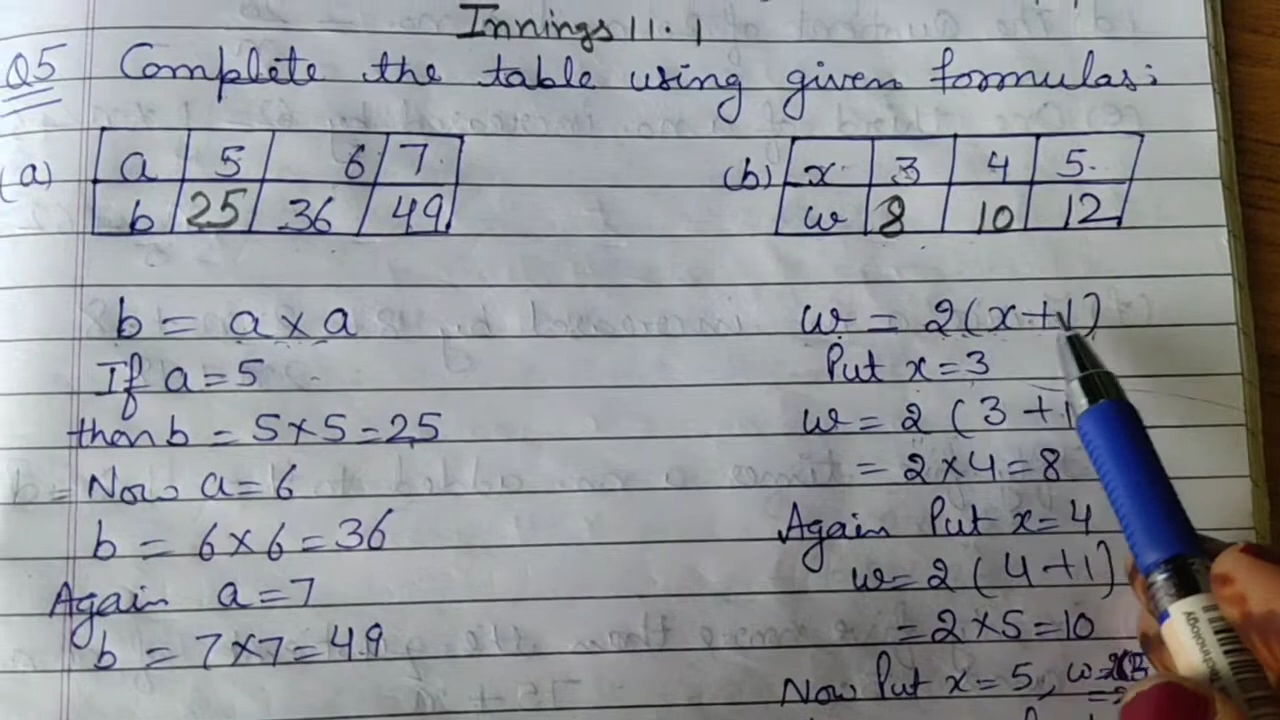 Innings 11.1
Q5 Complete the table using given formulas:
(a)
a 5 6 7
b 25 36 49
(b)
x 3 4 5
w 8 10 12
b = a × a
If a = 5
then b = 5×5 = 25
Now a = 6
b = 6×6 = 36
Again a = 7
b = 7×7 = 49
w = 2(x+1)
Put x = 3
w = 2 (3 + 1
= 2×4 = 8
Again Put x = 4
w = 2 (4+1)
= 2×5 = 10
Now Put x = 5, w =
Technology